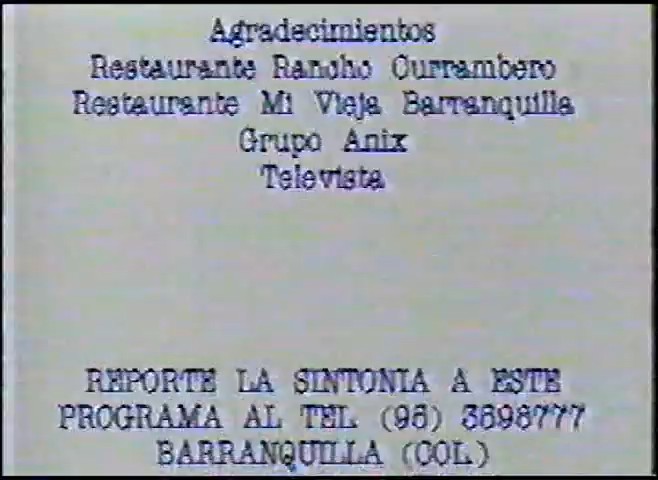 Agradecimientos
Restaurante Rancho Currambero
Restaurante Mi Vieja Barranquilla
Grupo Anix
Televista
REPORTE LA SINTONIA A ESTE
PROGRAMA AL TEL (95) 3598777
BARRANQUILLA (COL)